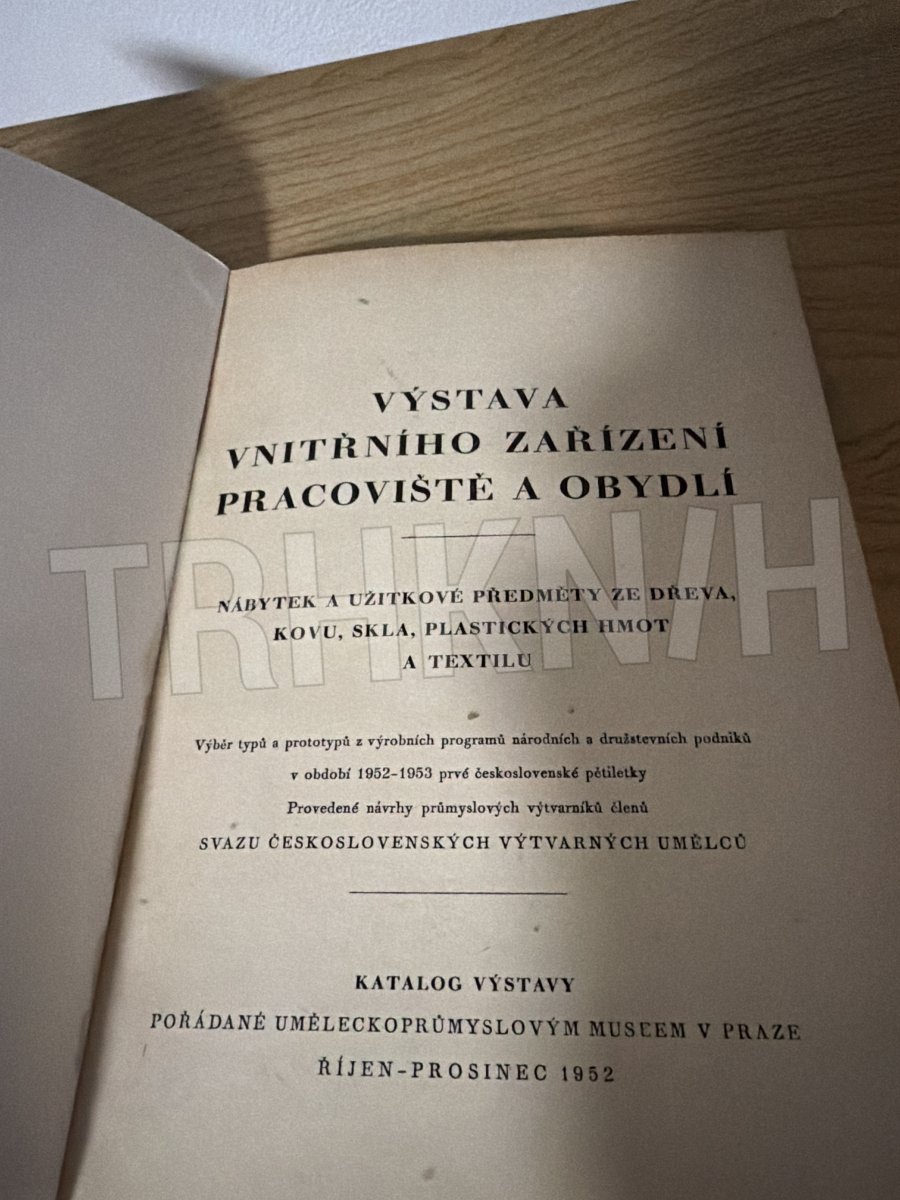 VÝSTAVA
VNITŘNÍHO ZAŘÍZENÍ
PRACOVIŠTĚ A OBYDLÍ
TRHKN/H
NÁBYTEK A UŽITKOVÉ PŘEDMĚTY ZE DŘEVA,
KOVU, SKLA, PLASTICKÝCH HMOT
A TEXTILU
Výběr typů a prototypů z výrobních programů národních a družstevních podniků
v období 1952-1953 prvé československé pětiletky
Provedené návrhy průmyslových výtvarníků členů
SVAZU ČESKOSLOVENSKÝCH VÝTVARNÝCH UMĚLCŮ
KATALOG VÝSTAVY
POŘÁDANÉ UMĚLECKOPRŮMYSLOVÝM MUSEEM V PRAZE
ŘÍJEN-PROSINEC 1952